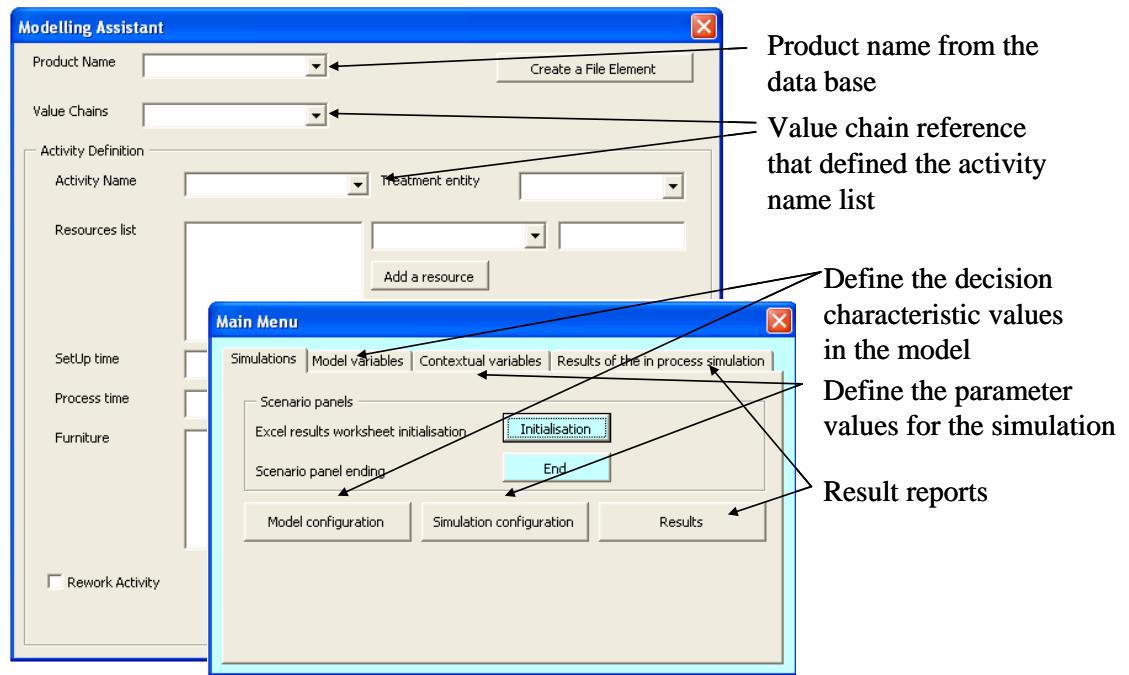 Modelling Assistant
Product Name
Create a File Element
Value Chains
Activity Definition
Activity Name
Treatment entity
Resources list
Add a resource
SetUp time
Process time
Furniture
Rework Activity
Main Menu
Simulations
Model variables
Contextual variables
Results of the in process simulation
Scenario panels
Excel results worksheet initialisation
Initialisation
Scenario panel ending
End
Model configuration
Simulation configuration
Results
Product name from the
data base
Value chain reference
that defined the activity
name list
Define the decision
characteristic values
in the model
Define the parameter
values for the simulation
Result reports